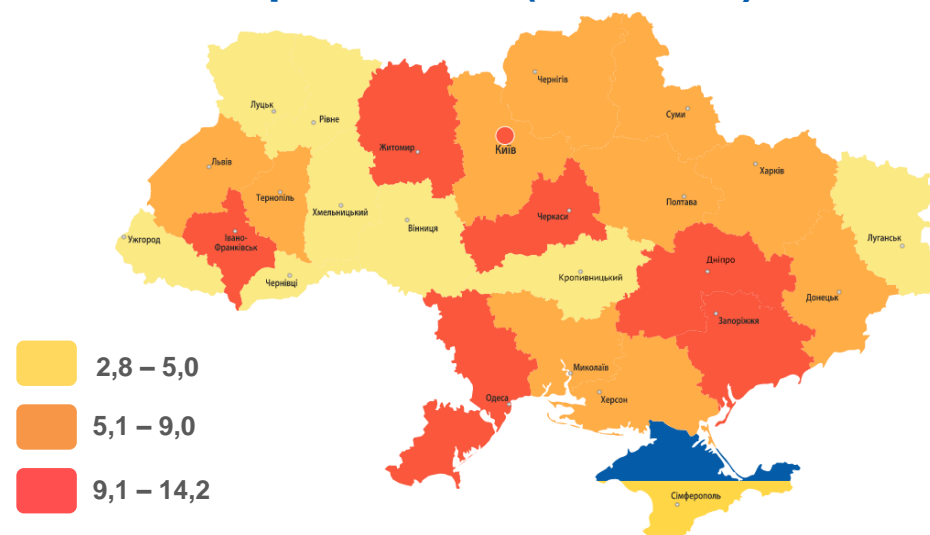 Чернігів
Суми
Луцьк
Рівне
Житомир
Київ
Харків
Львів
Тернопіль
Полтава
Хмельницький
Черкаси
Вінниця
Ужгород
Івано-
Франківськ
Луганськ
Дніпро
Чернівці
Кропивницький
Донецьк
Запоріжжя
Миколаїв
Одеса
Херсон
Сімферополь
2,8 – 5,0
5,1 – 9,0
9,1 – 14,2